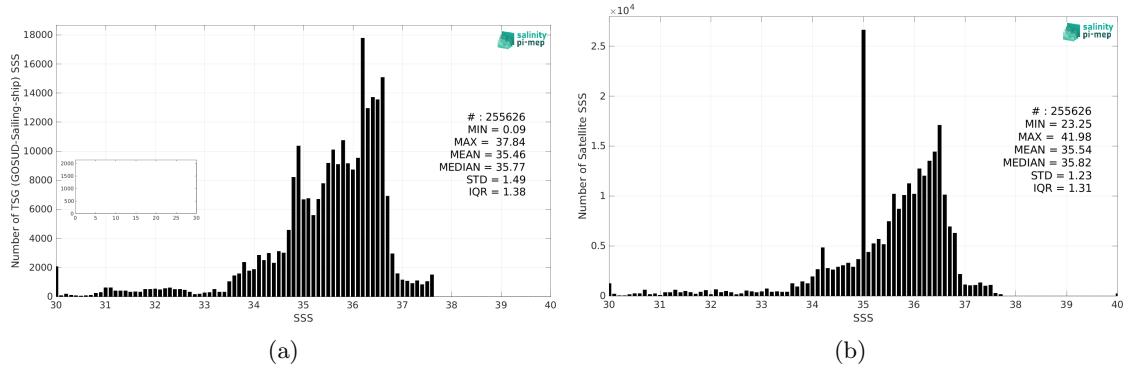 18000
16000
14000
12000
10000
8000
6000
4000
2000
0
Number of TSG (GOSUD-Sailing-ship) SSS
salinity
pi-mep
# : 255626
MIN = 0.09
MAX = 37.84
MEAN = 35.46
MEDIAN = 35.77
STD = 1.49
IQR = 1.38
2000
1500
1000
500
0
0 5 10 15 20 25 30
30 31 32 33 34 35 36 37 38 39 40
SSS
(a)
×10⁴
2.5
2
1.5
1
0.5
0
Number of Satellite SSS
salinity
pi-mep
# : 255626
MIN = 23.25
MAX = 41.98
MEAN = 35.54
MEDIAN = 35.82
STD = 1.23
IQR = 1.31
30 31 32 33 34 35 36 37 38 39 40
SSS
(b)